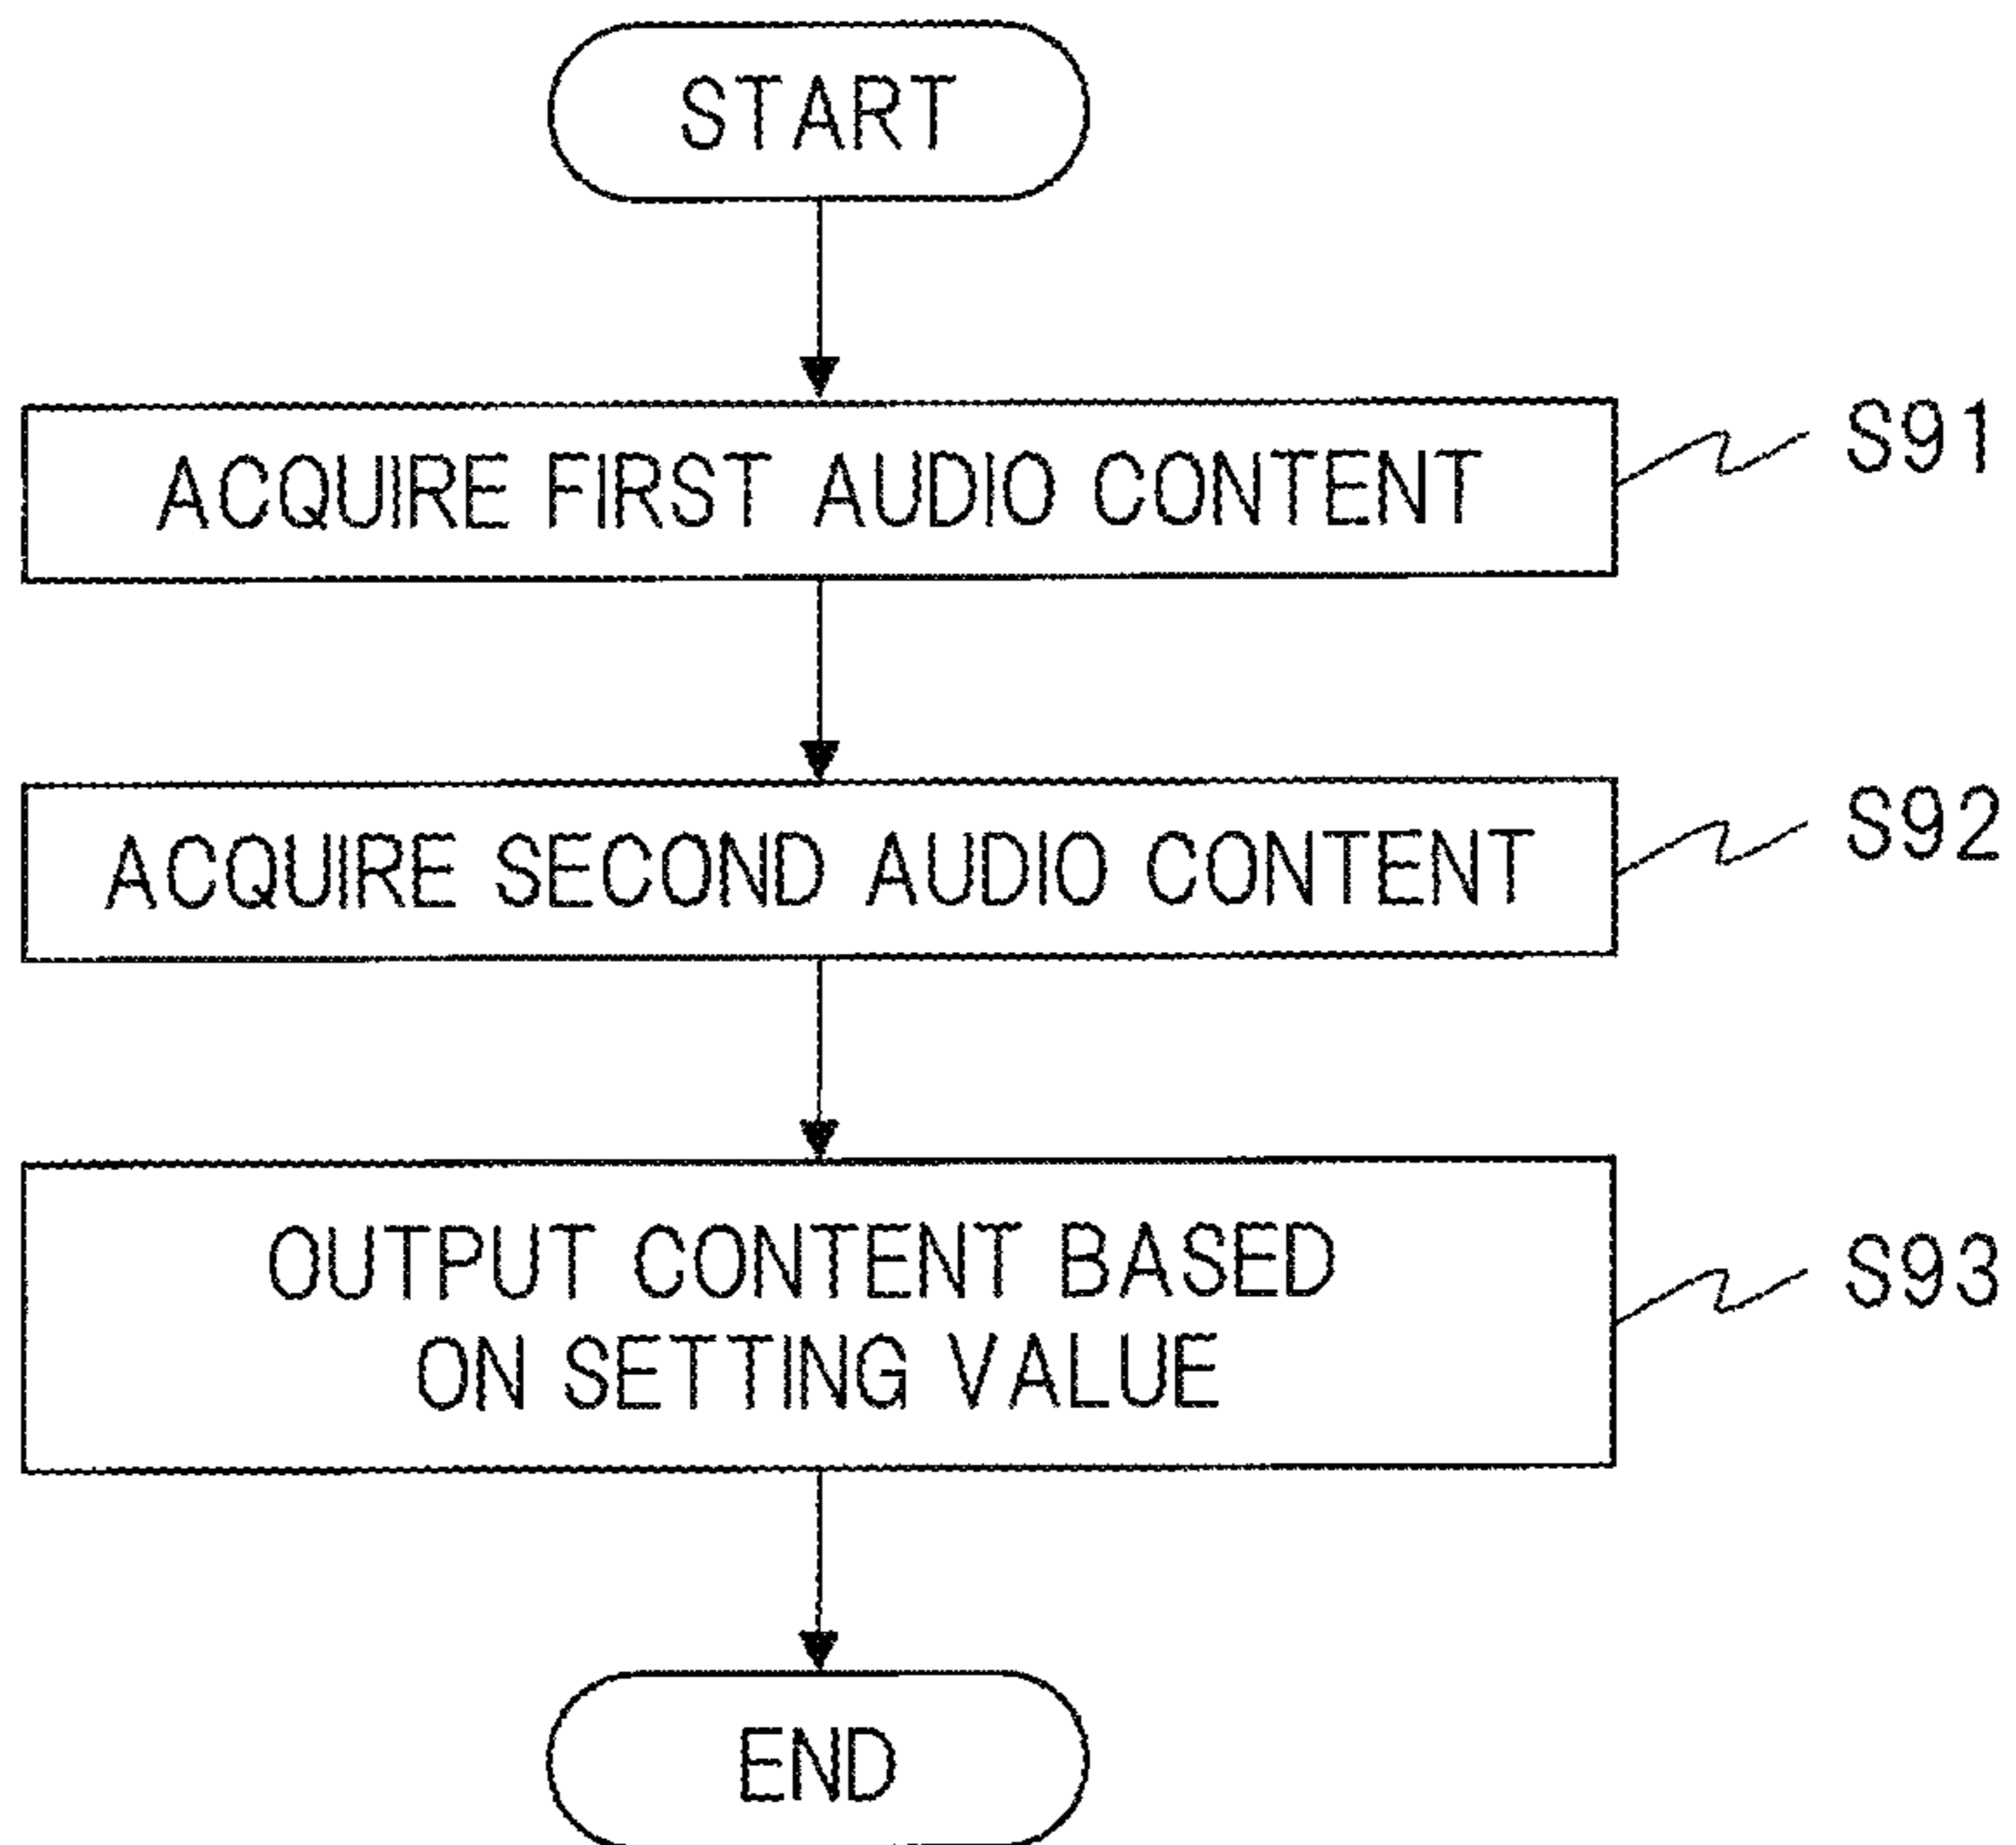 START
ACQUIRE FIRST AUDIO CONTENT
S91
ACQUIRE SECOND AUDIO CONTENT
S92
OUTPUT CONTENT BASED
ON SETTING VALUE
S93
END